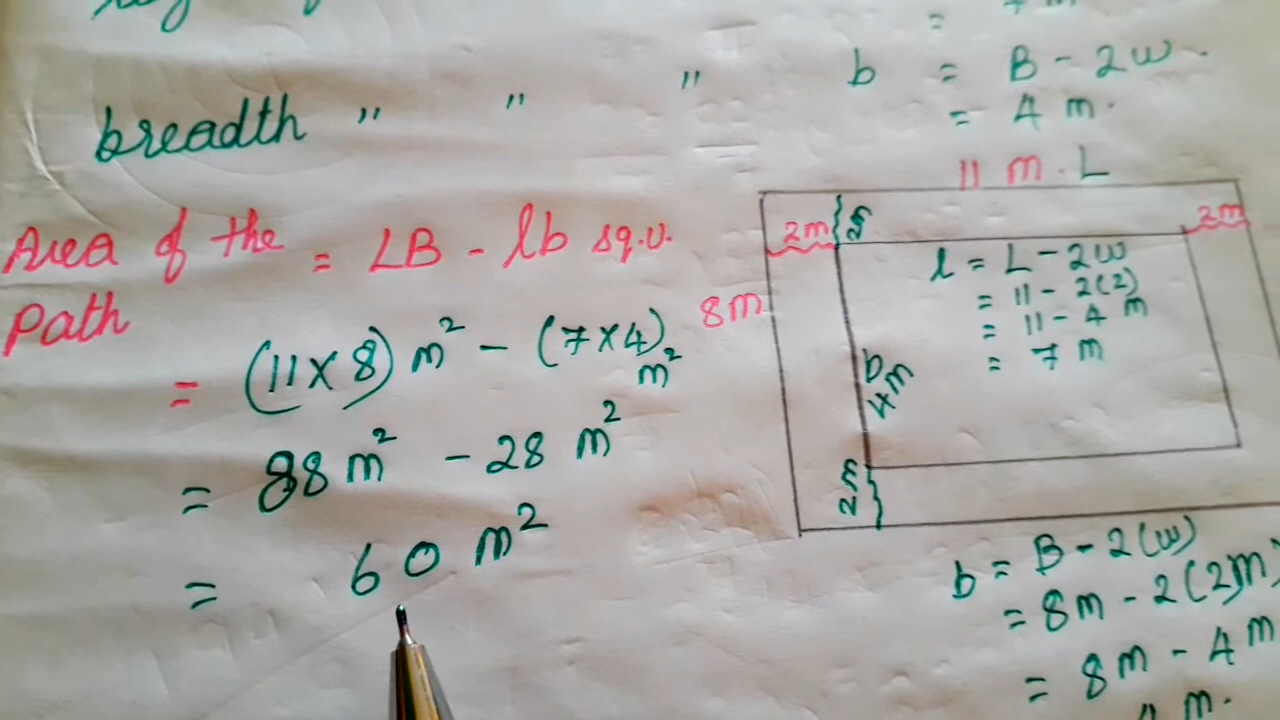 = 7 m
b = B - 2w
= 4 m.
breadth " " "
11 m. L
Area of the = LB - lb sq.u.
Path
= (11 x 8) m² - (7 x 4) m²
= 88 m² - 28 m²
= 60 m²
2m 2m
2m
8m
l = L - 2w
= 11 - 2(2)
= 11 - 4 m
= 7 m
b
4m
2m
b = B - 2(w)
= 8m - 2(2m)
= 8m - 4m
m.